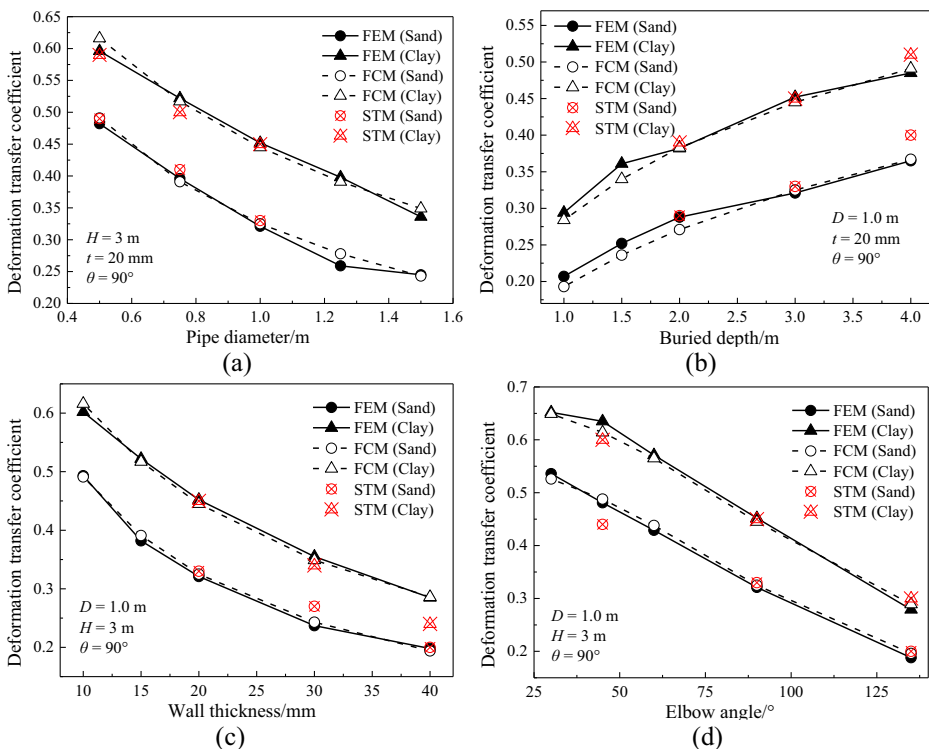 0.65
0.60
0.55
0.50
0.45
0.40
0.35
0.30
0.25
0.20
Deformation transfer coefficient
FEM (Sand)
FEM (Clay)
FCM (Sand)
FCM (Clay)
STM (Sand)
STM (Clay)
H = 3 m
t = 20 mm
θ = 90°
0.4 0.6 0.8 1.0 1.2 1.4 1.6
Pipe diameter/m
(a)
0.60
0.55
0.50
0.45
0.40
0.35
0.30
0.25
0.20
Deformation transfer coefficient
FEM (Sand)
FEM (Clay)
FCM (Sand)
FCM (Clay)
STM (Sand)
STM (Clay)
D = 1.0 m
t = 20 mm
θ = 90°
1.0 1.5 2.0 2.5 3.0 3.5 4.0
Buried depth/m
(b)
0.6
0.5
0.4
0.3
0.2
Deformation transfer coefficient
FEM (Sand)
FEM (Clay)
FCM (Sand)
FCM (Clay)
STM (Sand)
STM (Clay)
D = 1.0 m
H = 3 m
θ = 90°
10 15 20 25 30 35 40
Wall thickness/mm
(c)
0.7
0.6
0.5
0.4
0.3
0.2
Deformation transfer coefficient
FEM (Sand)
FEM (Clay)
FCM (Sand)
FCM (Clay)
STM (Sand)
STM (Clay)
D = 1.0 m
H = 3 m
θ = 90°
25 50 75 100 125
Elbow angle/°
(d)